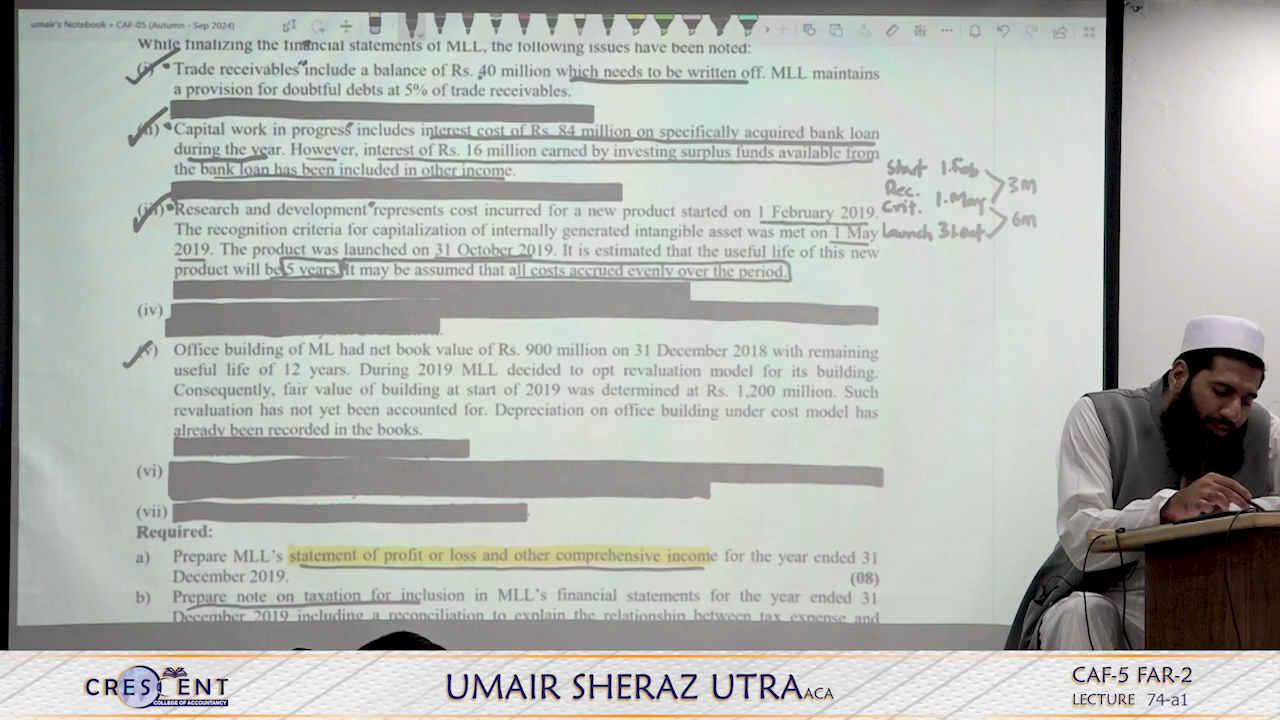 umair's Notebook » CAF-05 (Autumn - Sep 2024)
While finalizing the financial statements of MLL, the following issues have been noted:
(i) "Trade receivables" include a balance of Rs. 40 million which needs to be written off. MLL maintains
a provision for doubtful debts at 5% of trade receivables.
(ii) "Capital work in progress" includes interest cost of Rs. 84 million on specifically acquired bank loan
during the year. However, interest of Rs. 16 million earned by investing surplus funds available from
the bank loan has been included in other income.
Start 1.Feb
3M
Rec.
Crit. 1.May
6m
Launch 31.oct
(iii) "Research and development" represents cost incurred for a new product started on 1 February 2019.
The recognition criteria for capitalization of internally generated intangible asset was met on 1 May
2019. The product was launched on 31 October 2019. It is estimated that the useful life of this new
product will be 5 years. It may be assumed that all costs accrued evenly over the period.
(iv)
(v) Office building of ML had net book value of Rs. 900 million on 31 December 2018 with remaining
useful life of 12 years. During 2019 MLL decided to opt revaluation model for its building.
Consequently, fair value of building at start of 2019 was determined at Rs. 1,200 million. Such
revaluation has not yet been accounted for. Depreciation on office building under cost model has
already been recorded in the books.
(vi)
(vii)
Required:
a) Prepare MLL's statement of profit or loss and other comprehensive income for the year ended 31
December 2019. (08)
b) Prepare note on taxation for inclusion in MLL's financial statements for the year ended 31
December 2019 including a reconciliation to explain the relationship between tax expense and
CRESCENT
COLLEGE OF ACCOUNTANCY
UMAIR SHERAZ UTRA ACA
CAF-5 FAR-2
LECTURE 74-a1